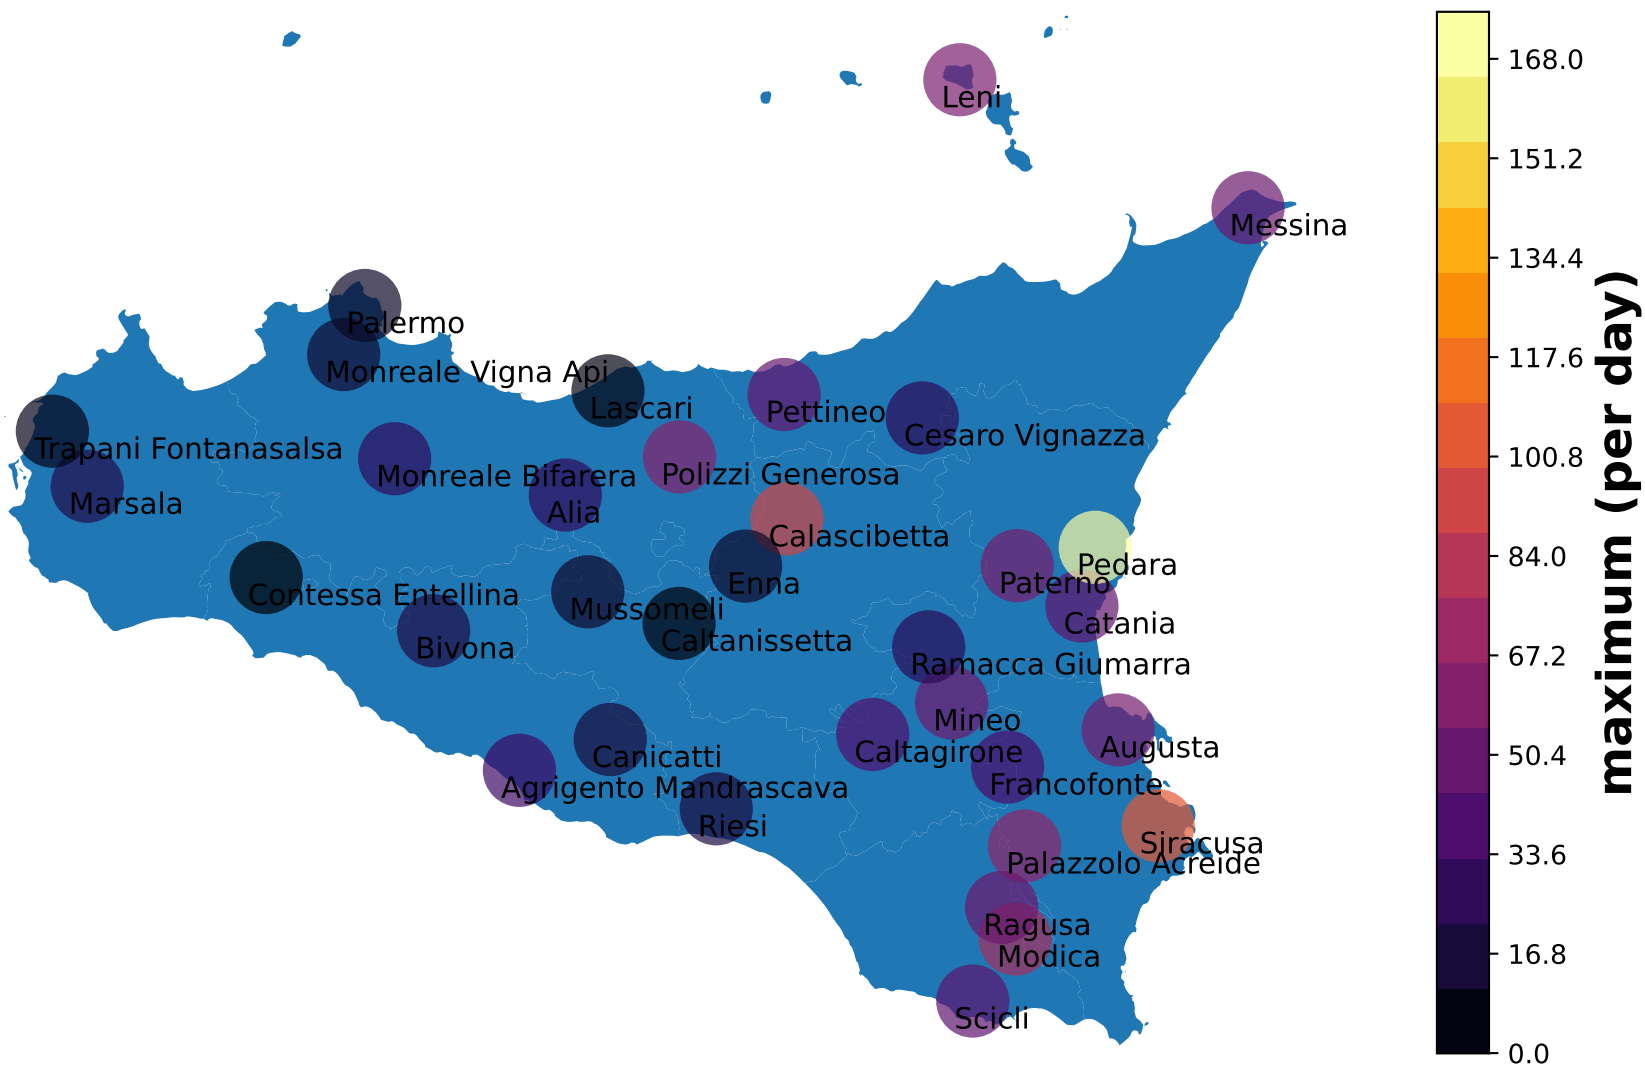 Leni
Messina
Palermo
Monreale Vigna Api
Lascari
Pettineo
Cesaro Vignazza
Trapani Fontanasalsa
Monreale Bifarera
Polizzi Generosa
Marsala
Alia
Calascibetta
Pedara
Enna
Paterno
Contessa Entellina
Mussomeli
Catania
Caltanissetta
Bivona
Ramacca Giumarra
Mineo
Augusta
Caltagirone
Canicatti
Francofonte
Agrigento Mandrascava
Riesi
Siracusa
Palazzolo Acreide
Ragusa
Modica
Scicli
168.0
151.2
134.4
117.6
100.8
84.0
67.2
50.4
33.6
16.8
0.0
maximum (per day)